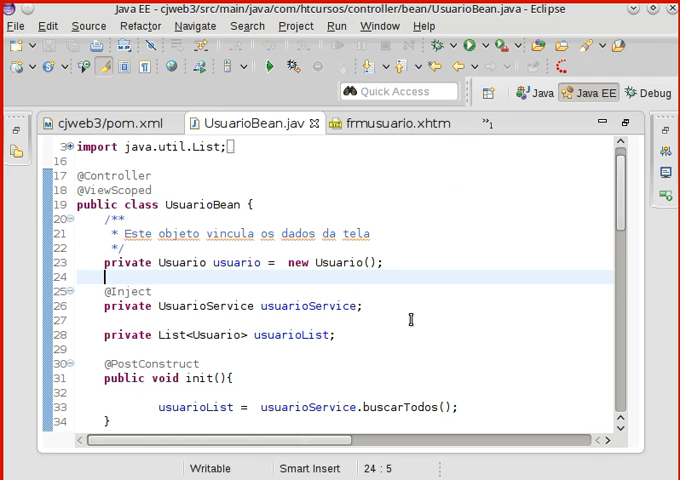 Java EE - cjweb3/src/main/java/com/htcursos/controller/bean/UsuarioBean.java - Eclipse
File Edit Source Refactor Navigate Search Project Run Window Help
Quick Access Java Java EE Debug
cjweb3/pom.xml UsuarioBean.jav frmusuario.xhtm »1
3 import java.util.List;
16
17 @Controller
18 @ViewScoped
19 public class UsuarioBean {
20 /**
21 * Este objeto vincula os dados da tela
22 */
23 private Usuario usuario = new Usuario();
24
25 @Inject
26 private UsuarioService usuarioService;
27
28 private List<Usuario> usuarioList;
29
30 @PostConstruct
31 public void init(){
32
33 usuarioList = usuarioService.buscarTodos();
34 }
Writable Smart Insert 24 : 5